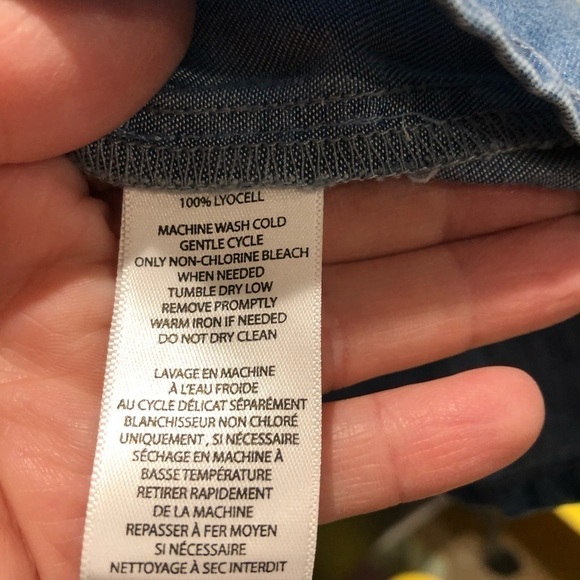 100% LYOCELL
MACHINE WASH COLD
GENTLE CYCLE
ONLY NON-CHLORINE BLEACH
WHEN NEEDED
TUMBLE DRY LOW
REMOVE PROMPTLY
WARM IRON IF NEEDED
DO NOT DRY CLEAN
LAVAGE EN MACHINE
À L'EAU FROIDE
AU CYCLE DÉLICAT SÉPARÉMENT
BLANCHISSEUR NON CHLORÉ
UNIQUEMENT, SI NÉCESSAIRE
SÉCHAGE EN MACHINE À
BASSE TEMPÉRATURE
RETIRER RAPIDEMENT
DE LA MACHINE
REPASSER À FER MOYEN
SI NÉCESSAIRE
NETTOYAGE À SEC INTERDIT